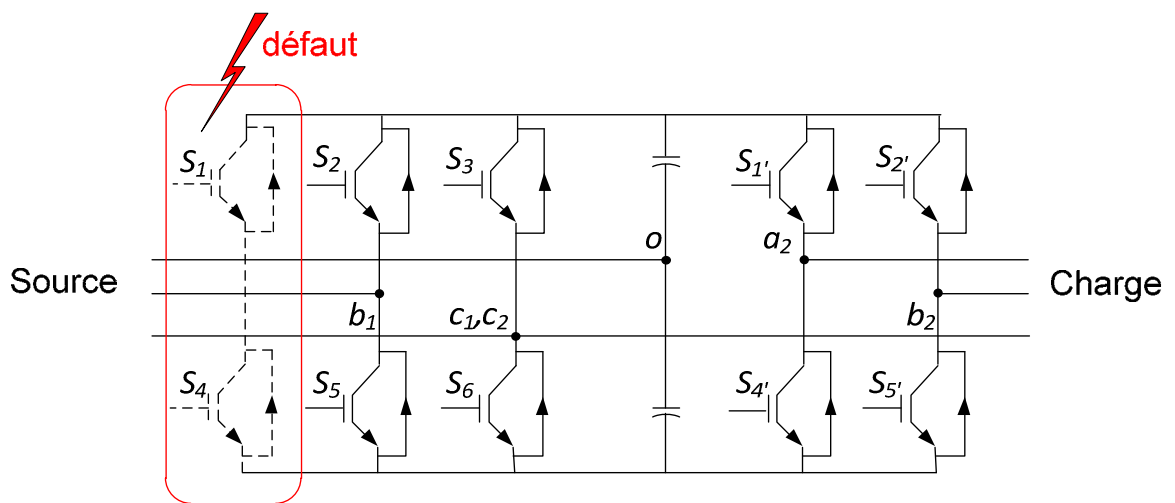 défaut
S1 S2 S3 S1' S2'
o a2
Source Charge
b1 c1,c2 b2
S4 S5 S6 S4' S5'